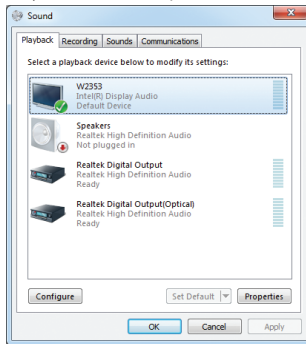 Sound
Playback Recording Sounds Communications
Select a playback device below to modify its settings:
W2353
Intel(R) Display Audio
Default Device
Speakers
Realtek High Definition Audio
Not plugged in
Realtek Digital Output
Realtek High Definition Audio
Ready
Realtek Digital Output(Optical)
Realtek High Definition Audio
Ready
Configure Set Default Properties
OK Cancel Apply